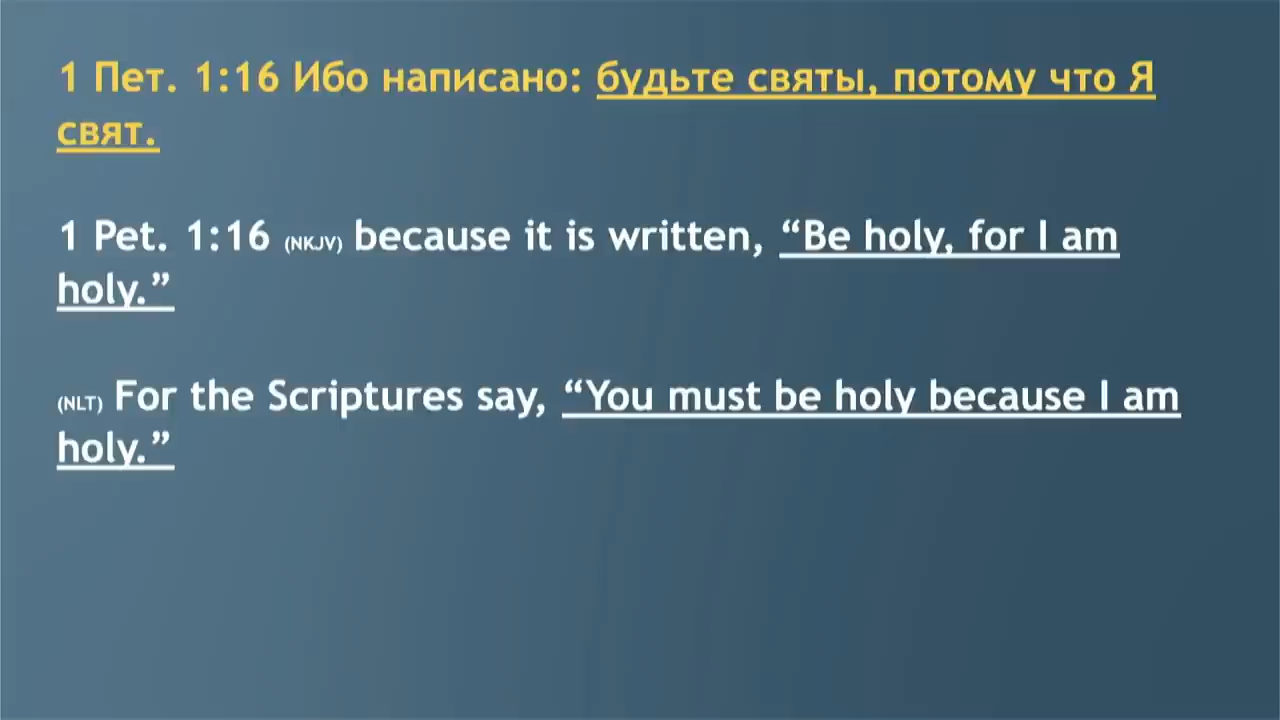 1 Пет. 1:16 Ибо написано: будьте святы, потому что Я
свят.
1 Pet. 1:16 (NKJV) because it is written, “Be holy, for I am
holy.”
(NLT) For the Scriptures say, “You must be holy because I am
holy.”